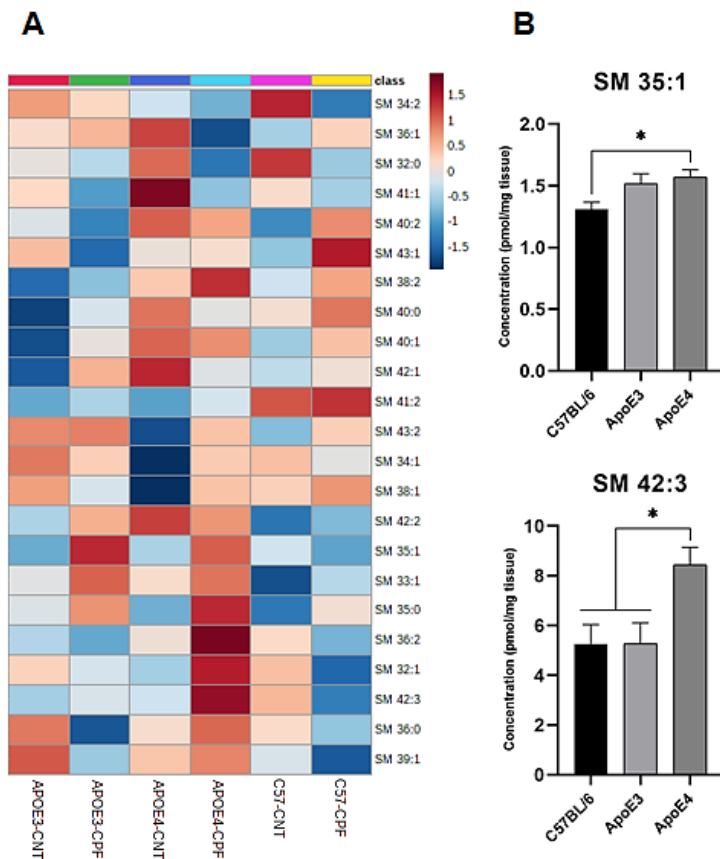 A
class
SM 34:2
SM 36:1
SM 32:0
SM 41:1
SM 40:2
SM 43:1
SM 38:2
SM 40:0
SM 40:1
SM 42:1
SM 41:2
SM 43:2
SM 34:1
SM 38:1
SM 42:2
SM 35:1
SM 33:1
SM 35:0
SM 36:2
SM 32:1
SM 42:3
SM 36:0
SM 39:1
APOE3-CNT
APOE3-CPF
APOE4-CNT
APOE4-CPF
C57-CNT
C57-CPF
1.5
1
0.5
0
-0.5
-1
-1.5
B
SM 35:1
Concentration (pmol/mg tissue)
2.0
1.5
1.0
0.5
0.0
*
C57BL/6
ApoE3
ApoE4
SM 42:3
Concentration (pmol/mg tissue)
10
8
6
4
2
0
*
C57BL/6
ApoE3
ApoE4